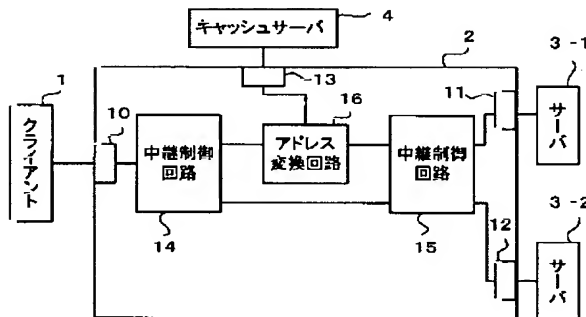 キャッシュサーバ
4
2
3-1
1
13
11
10
16
クライアント
中継制御
回路
アドレス
変換回路
中継制御
回路
サーバ
14
15
12
3-2
サーバ